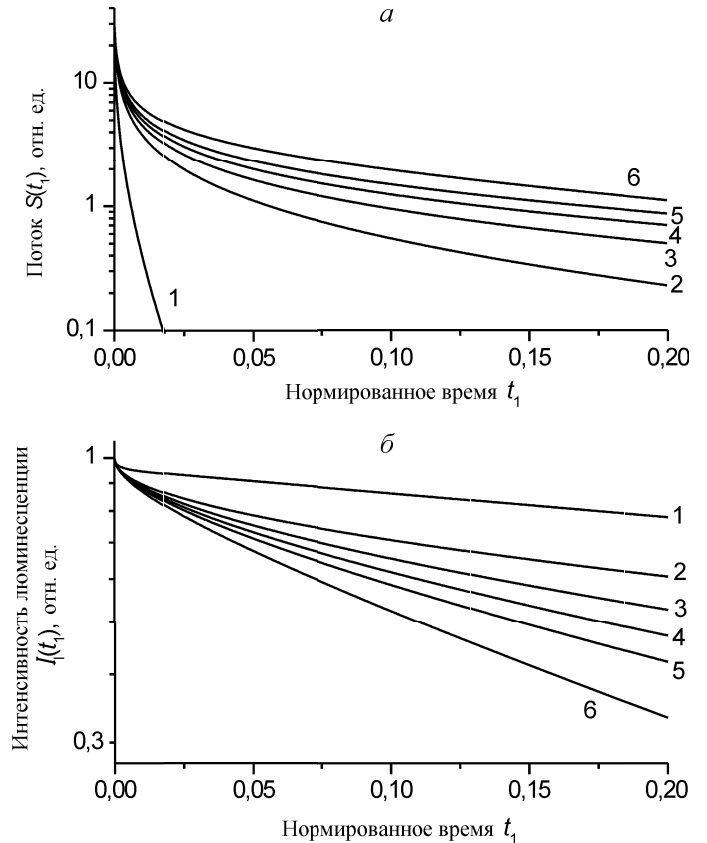 а
Поток S(t₁), отн. ед.
10
1
0,1
1
6
5
4
3
2
0,00 0,05 0,10 0,15 0,20
Нормированное время t₁
б
Интенсивность люминесценции
I₁(t₁), отн. ед.
1
0,3
1
2
3
4
5
6
0,00 0,05 0,10 0,15 0,20
Нормированное время t₁